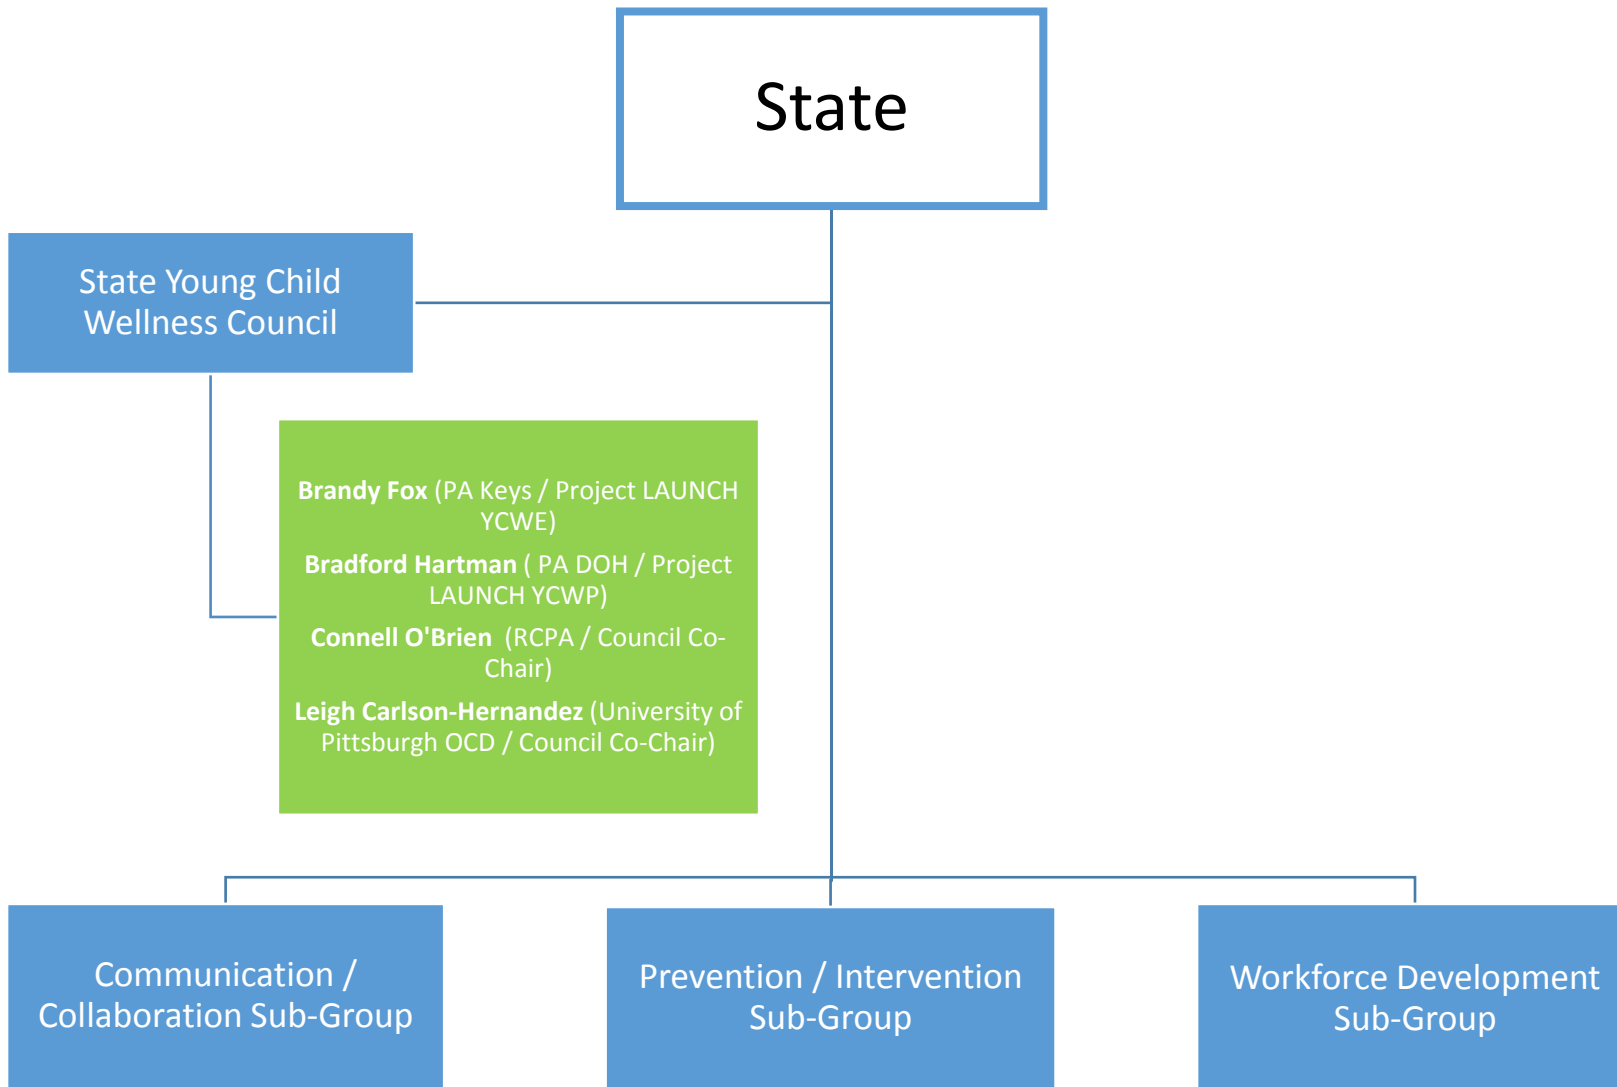 State
State Young Child
Wellness Council
Brandy Fox (PA Keys / Project LAUNCH
YCWE)
Bradford Hartman ( PA DOH / Project
LAUNCH YCWP)
Connell O'Brien  (RCPA / Council Co-
Chair)
Leigh Carlson-Hernandez (University of
Pittsburgh OCD / Council Co-Chair)
Communication /
Collaboration Sub-Group
Prevention / Intervention
Sub-Group
Workforce Development
Sub-Group